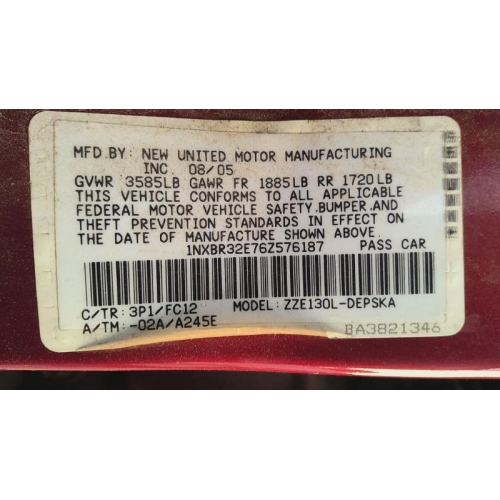 MFD.BY: NEW UNITED MOTOR MANUFACTURING
INC 08/05
GVWR 3585LB GAWR FR 1885LB RR 1720LB
THIS VEHICLE CONFORMS TO ALL APPLICABLE
FEDERAL MOTOR VEHICLE SAFETY,BUMPER,AND
THEFT PREVENTION STANDARDS IN EFFECT ON
THE DATE OF MANUFACTURE SHOWN ABOVE.
1NXBR32E76Z576187 PASS CAR
C/TR: 3P1/FC12 MODEL: ZZE130L-DEPSKA
A/TM: -02A/A245E
BA3821346